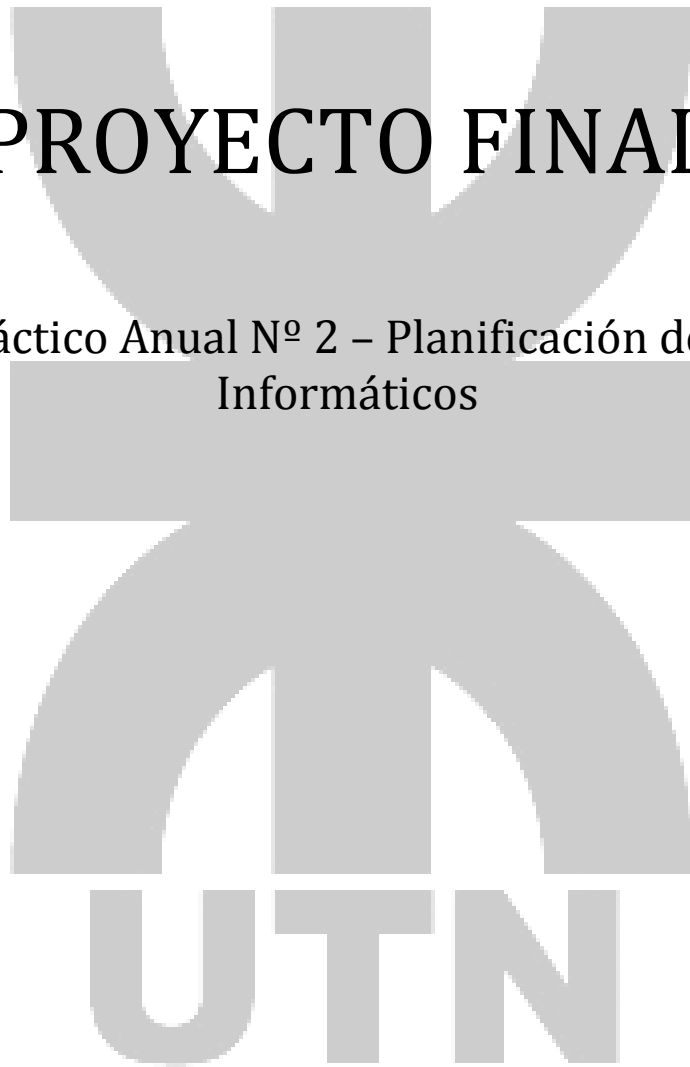 PROYECTO FINAL
áctico Anual Nº 2 – Planificación de
Informáticos
UTN